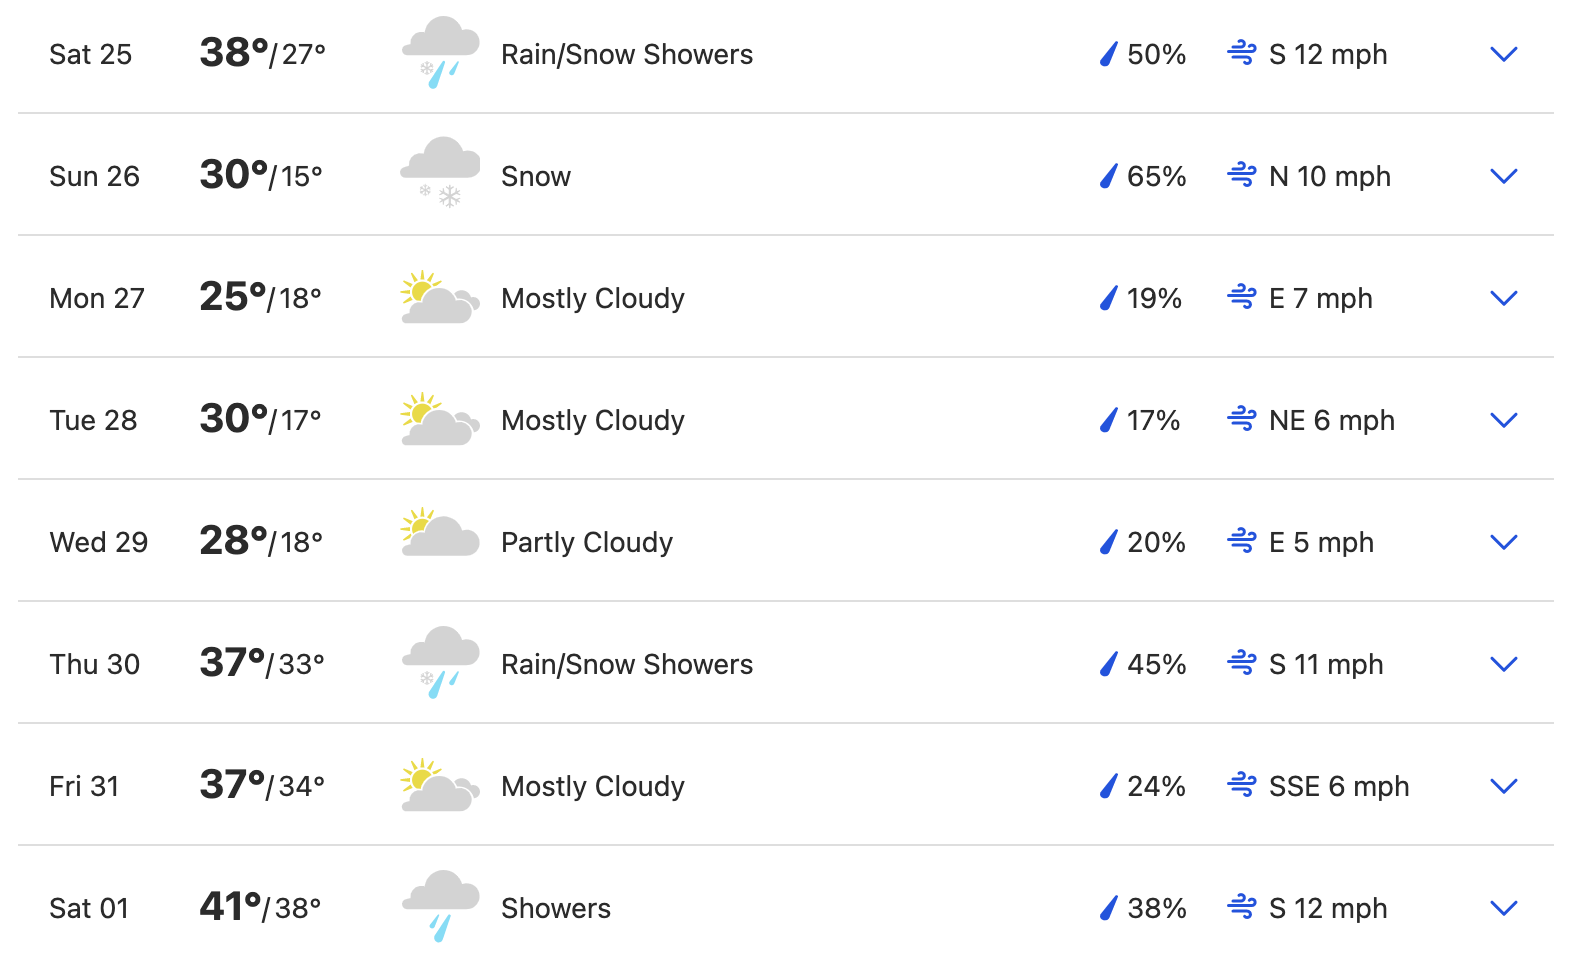 Sat 25 38°/27° Rain/Snow Showers 50% S 12 mph
Sun 26 30°/15° Snow 65% N 10 mph
Mon 27 25°/18° Mostly Cloudy 19% E 7 mph
Tue 28 30°/17° Mostly Cloudy 17% NE 6 mph
Wed 29 28°/18° Partly Cloudy 20% E 5 mph
Thu 30 37°/33° Rain/Snow Showers 45% S 11 mph
Fri 31 37°/34° Mostly Cloudy 24% SSE 6 mph
Sat 01 41°/38° Showers 38% S 12 mph